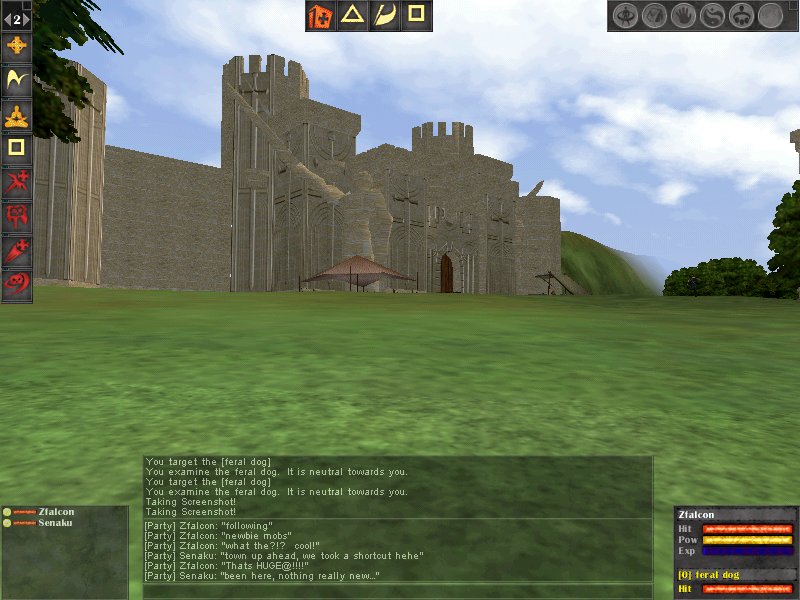 2
You target the [feral dog]
You examine the feral dog.  It is neutral towards you.
You target the [feral dog]
You examine the feral dog.  It is neutral towards you.
Taking Screenshot!
Taking Screenshot!
[Party] Zfalcon: "following"
[Party] Zfalcon: "newbie mobs"
[Party] Zfalcon: "what the?!?  cool!"
[Party] Senaku: "town up ahead, we took a shortcut hehe"
[Party] Zfalcon: "Thats HUGE@!!!!"
[Party] Senaku: "been here, nothing really new..."
Zfalcon
Senaku
Zfalcon
Hit
Pow
Exp
[0] feral dog
Hit